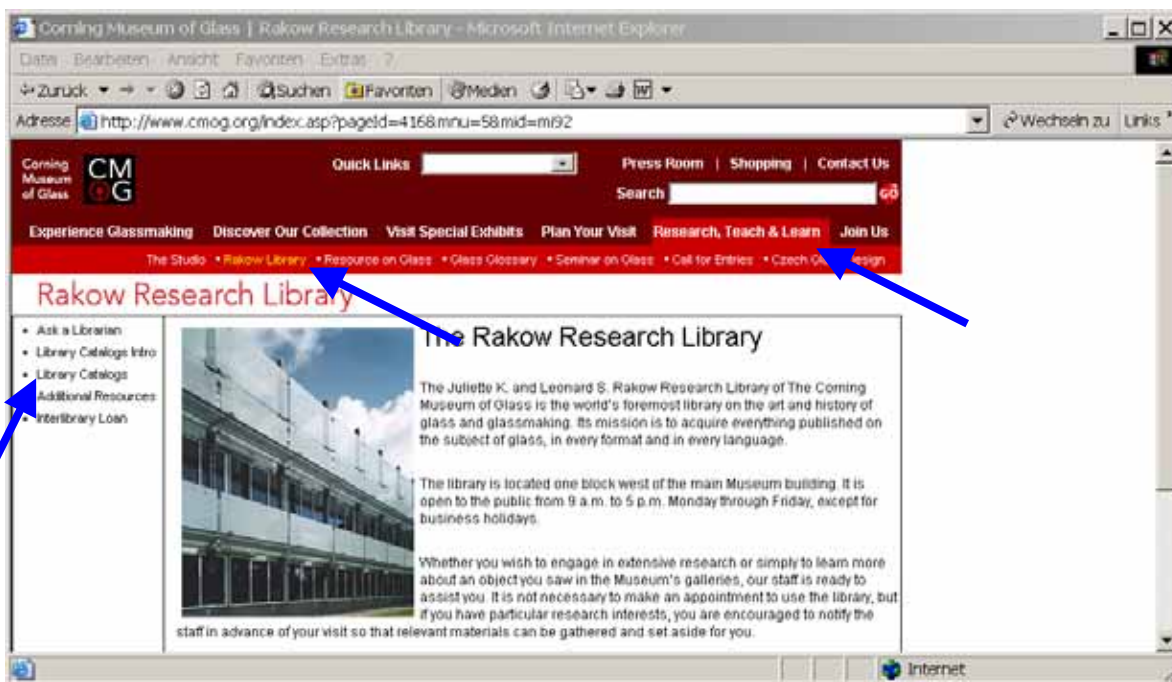 Corning Museum of Glass | Rakow Research Library - Microsoft Internet Explorer
Datei Bearbeiten Ansicht Favoriten Extras ?
Zurück Suchen Favoriten Medien
Adresse http://www.cmog.org/index.asp?pageId=416&mnu=5&mid=mi92 Wechseln zu Links
Corning
Museum
of Glass
CM
OG
Quick Links
Press Room | Shopping | Contact Us
Search GO
Experience Glassmaking Discover Our Collection Visit Special Exhibits Plan Your Visit Research, Teach & Learn Join Us
The Studio • Rakow Library • Resource on Glass • Glass Glossary • Seminar on Glass • Call for Entries • Czech Design
Rakow Research Library
• Ask a Librarian
• Library Catalogs Intro
• Library Catalogs
Additional Resources
• Interlibrary Loan
The Rakow Research Library
The Juliette K. and Leonard S. Rakow Research Library of The Corning
Museum of Glass is the world's foremost library on the art and history of
glass and glassmaking. Its mission is to acquire everything published on
the subject of glass, in every format and in every language.
The library is located one block west of the main Museum building. It is
open to the public from 9 a.m. to 5 p.m. Monday through Friday, except for
business holidays.
Whether you wish to engage in extensive research or simply to learn more
about an object you saw in the Museum's galleries, our staff is ready to
assist you. It is not necessary to make an appointment to use the library, but
if you have particular research interests, you are encouraged to notify the
staff in advance of your visit so that relevant materials can be gathered and set aside for you.
Internet